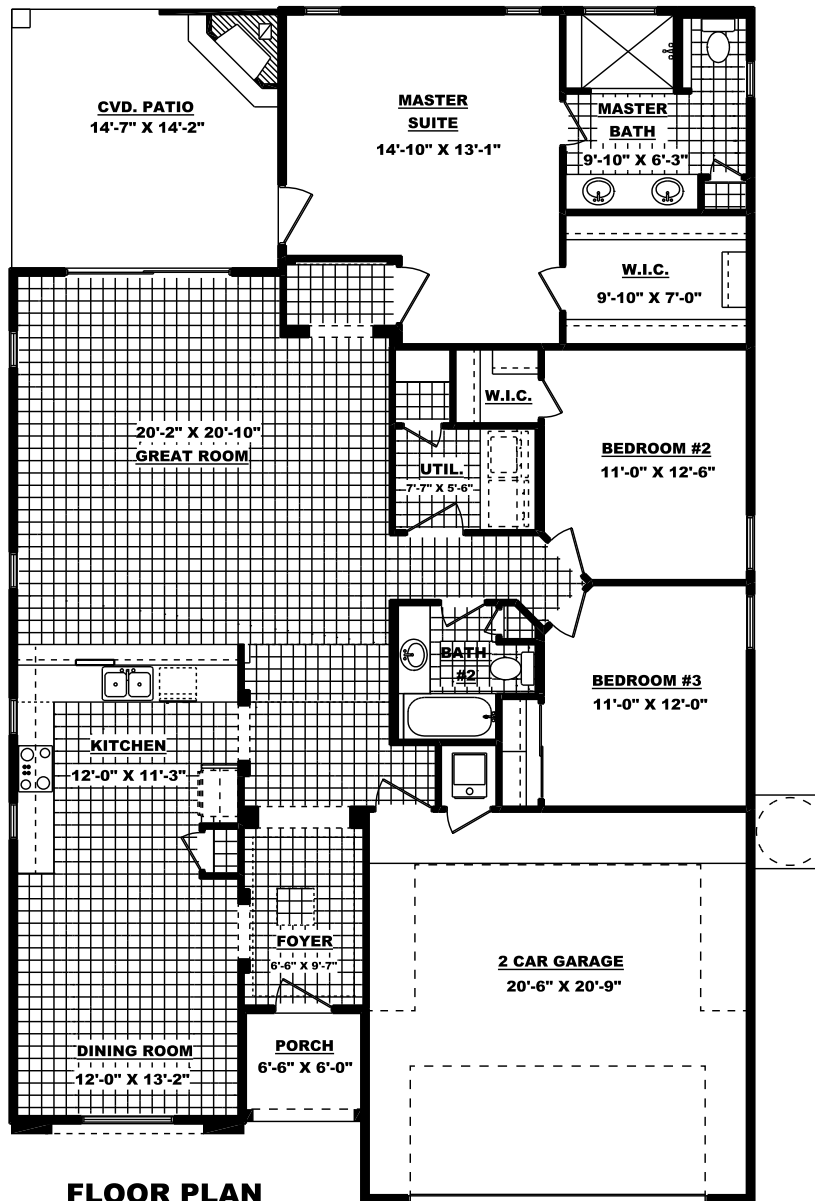 CVD. PATIO
14'-7" X 14'-2"
MASTER
SUITE
14'-10" X 13'-1"
MASTER
BATH
9'-10" X 6'-3"
W.I.C.
9'-10" X 7'-0"
20'-2" X 20'-10"
GREAT ROOM
W.I.C.
UTIL.
7'-7" X 5'-6"
BEDROOM #2
11'-0" X 12'-6"
BATH
#2
BEDROOM #3
11'-0" X 12'-0"
KITCHEN
12'-0" X 11'-3"
FOYER
6'-6" X 9'-7"
2 CAR GARAGE
20'-6" X 20'-9"
DINING ROOM
12'-0" X 13'-2"
PORCH
6'-6" X 6'-0"
FLOOR PLAN